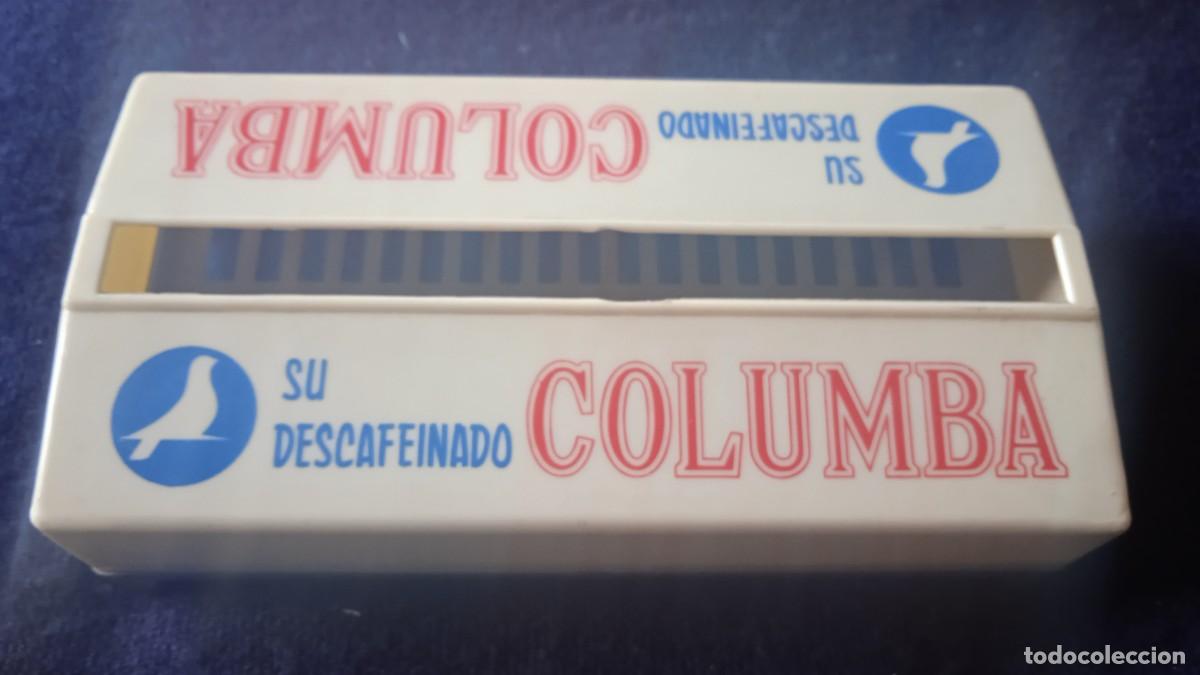 COLUMBA
SU
DESCAFEINADO
SU
DESCAFEINADO
COLUMBA
todocoleccion